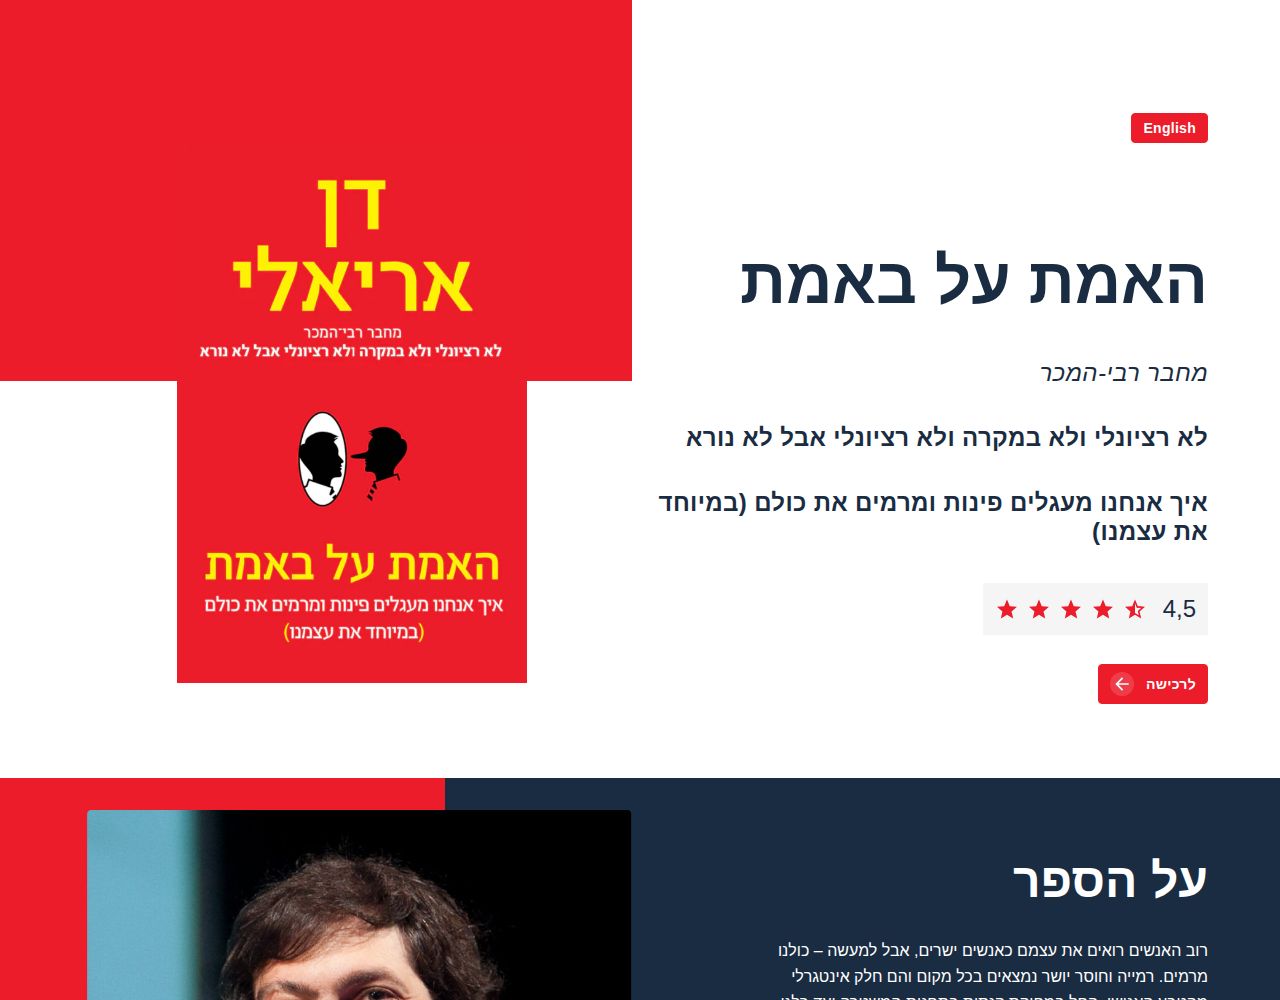 English
האמת על באמת
מחבר רבי-המכר
לא רציונלי ולא במקרה ולא רציונלי אבל לא נורא
איך אנחנו מעגלים פינות ומרמים את כולם (במיוחד
את עצמנו)
4,5
לרכישה
דן
אריאלי
מחבר רבי־המכר
לא רציונלי ולא במקרה ולא רציונלי אבל לא נורא
האמת על באמת
איך אנחנו מעגלים פינות ומרמים את כולם
(במיוחד את עצמנו)
על הספר
רוב האנשים רואים את עצמם כאנשים ישרים, אבל למעשה – כולנו
מרמים. רמייה וחוסר יושר נמצאים בכל מקום והם חלק אינטגרלי